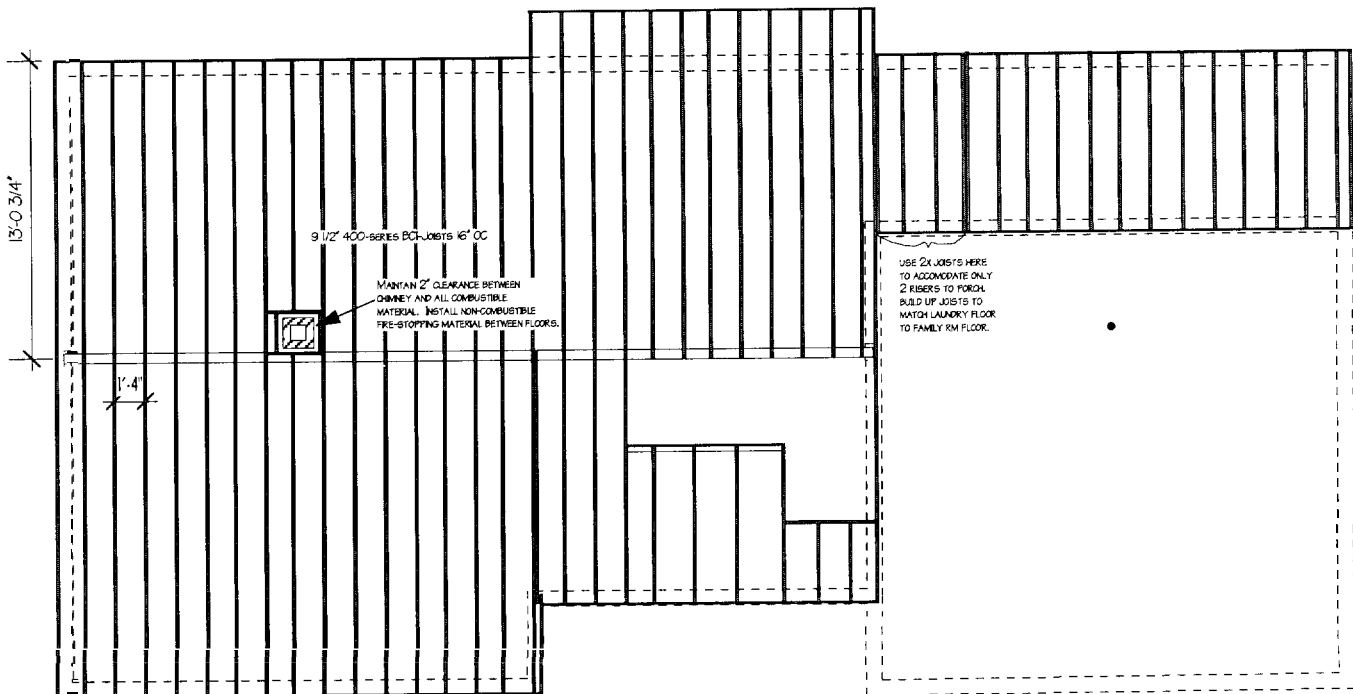 13'-0 3/4"
9 1/2" 400-SERIES BCI-JOISTS 16" OC
MAINTAN 2" CLEARANCE BETWEEN
CHIMNEY AND ALL COMBUSTIBLE
MATERIAL. INSTALL NON-COMBUSTIBLE
FIRE-STOPPING MATERIAL BETWEEN FLOORS.
USE 2X JOISTS HERE
TO ACCOMODATE ONLY
2 RISERS TO PORCH.
BUILD UP JOISTS TO
MATCH LAUNDRY FLOOR
TO FAMILY RM FLOOR.
1'-4"